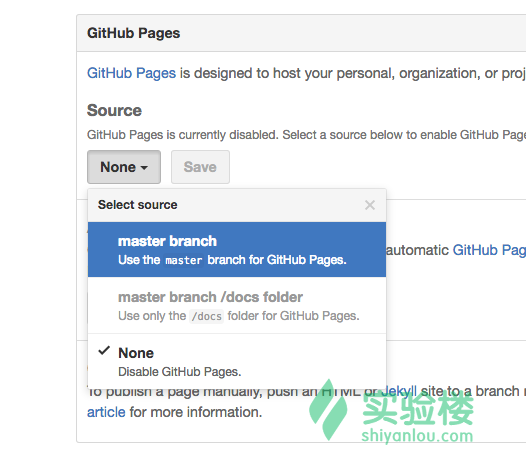 GitHub Pages
GitHub Pages is designed to host your personal, organization, or
Source
GitHub Pages is currently disabled. Select a source below to enable GitHub
None Save
Select source ×
master branch automatic GitHub
Use the master branch for GitHub Pages.
master branch /docs folder
Use only the /docs folder for GitHub Pages.
None
Disable GitHub Pages.
To publish a page manually, push an HTML or Jekyll site to a branch
article for more information.
实验楼
shiyanlou.com